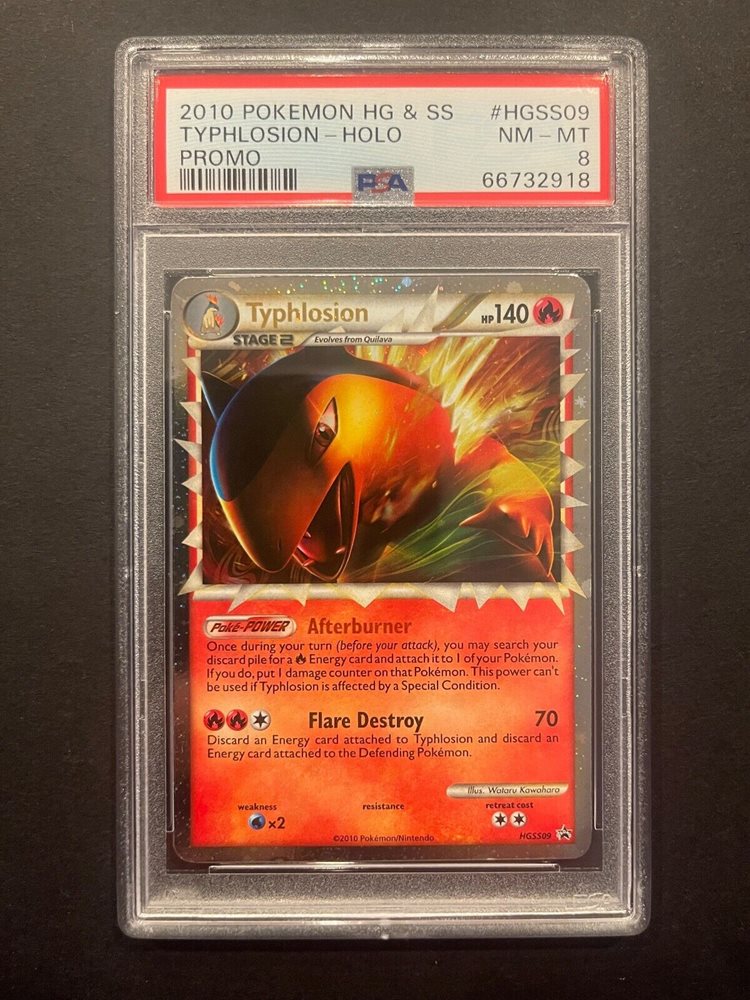 2010 POKEMON HG & SS #HGSS09
TYPHLOSION - HOLO NM - MT
PROMO 8
PSA 66732918
Typhlosion HP 140
STAGE 2 Evolves from Quilava
Poké-POWER Afterburner
Once during your turn (before your attack), you may search your
discard pile for a Energy card and attach it to 1 of your Pokémon.
If you do, put 1 damage counter on that Pokémon. This power can't
be used if Typhlosion is affected by a Special Condition.
Flare Destroy 70
Discard an Energy card attached to Typhlosion and discard an
Energy card attached to the Defending Pokémon.
Illus. Wataru Kawahara
weakness resistance retreat cost
x2
©2010 Pokémon/Nintendo HGSS09